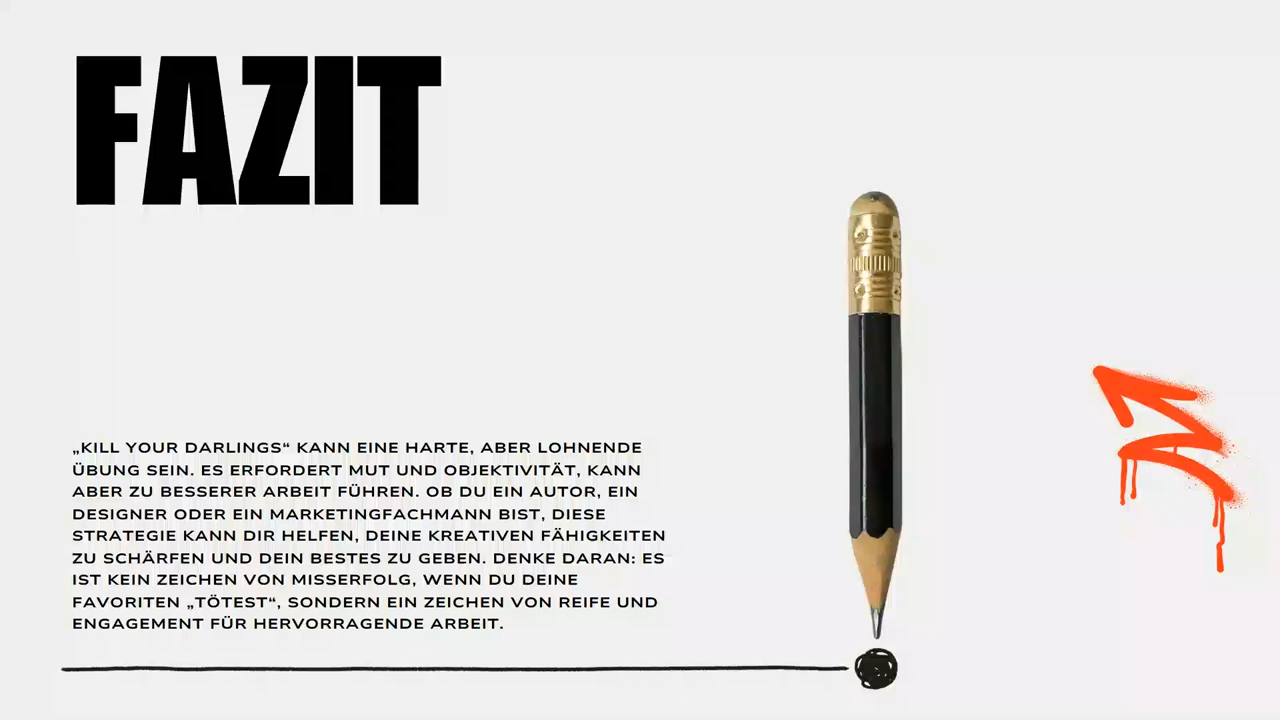 FAZIT
„KILL YOUR DARLINGS“ KANN EINE HARTE, ABER LOHNENDE
ÜBUNG SEIN. ES ERFORDERT MUT UND OBJEKTIVITÄT, KANN
ABER ZU BESSERER ARBEIT FÜHREN. OB DU EIN AUTOR, EIN
DESIGNER ODER EIN MARKETINGFACHMANN BIST, DIESE
STRATEGIE KANN DIR HELFEN, DEINE KREATIVEN FÄHIGKEITEN
ZU SCHÄRFEN UND DEIN BESTES ZU GEBEN. DENKE DARAN: ES
IST KEIN ZEICHEN VON MISSERFOLG, WENN DU DEINE
FAVORITEN „TÖTEST“, SONDERN EIN ZEICHEN VON REIFE UND
ENGAGEMENT FÜR HERVORRAGENDE ARBEIT.